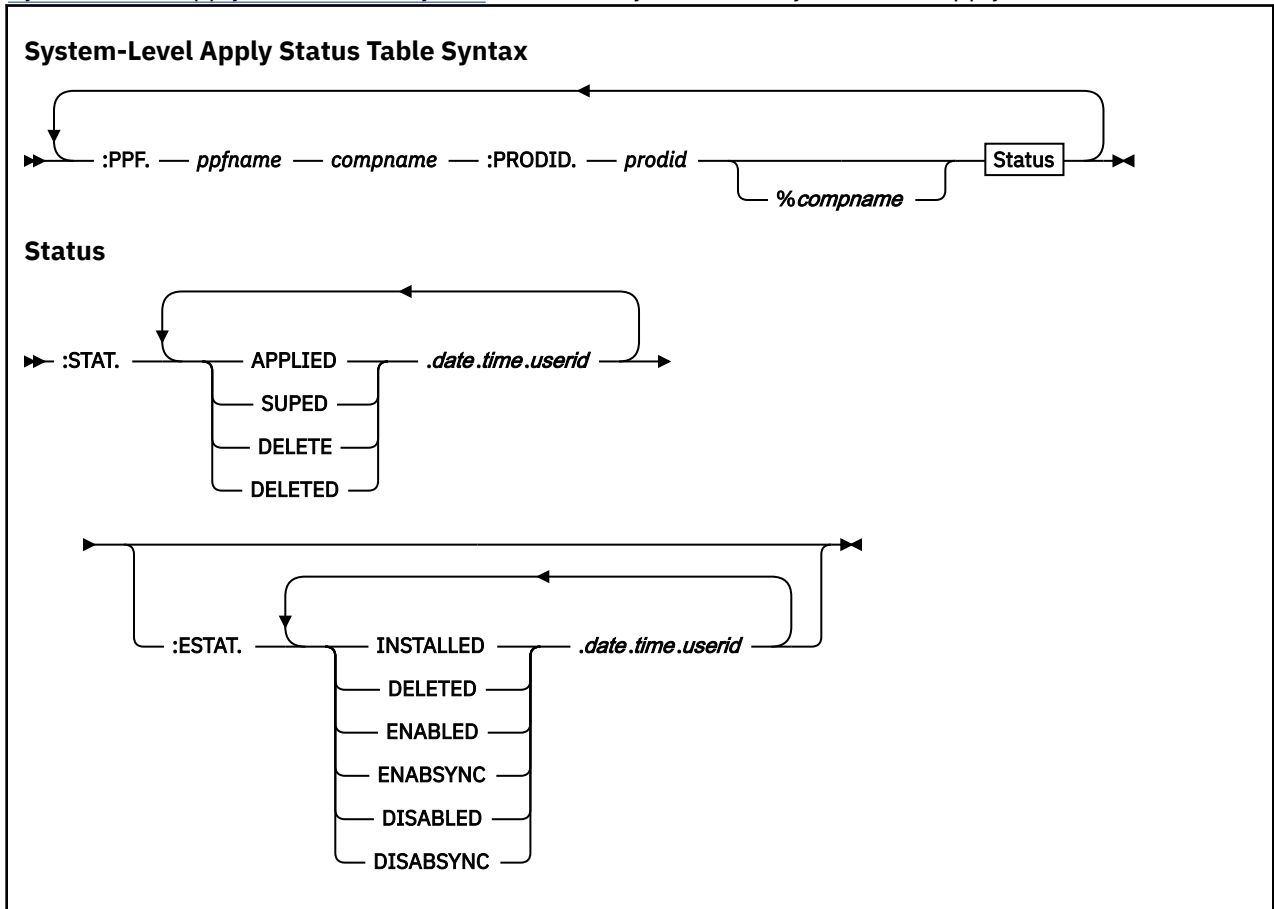 System-Level Apply Status Table Syntax
:PPF. ppfname compname :PRODID. prodid Status
%compname
Status
:STAT. APPLIED .date.time.userid
SUPED
DELETE
DELETED
:ESTAT. INSTALLED .date.time.userid
DELETED
ENABLED
ENABSYNC
DISABLED
DISABSYNC